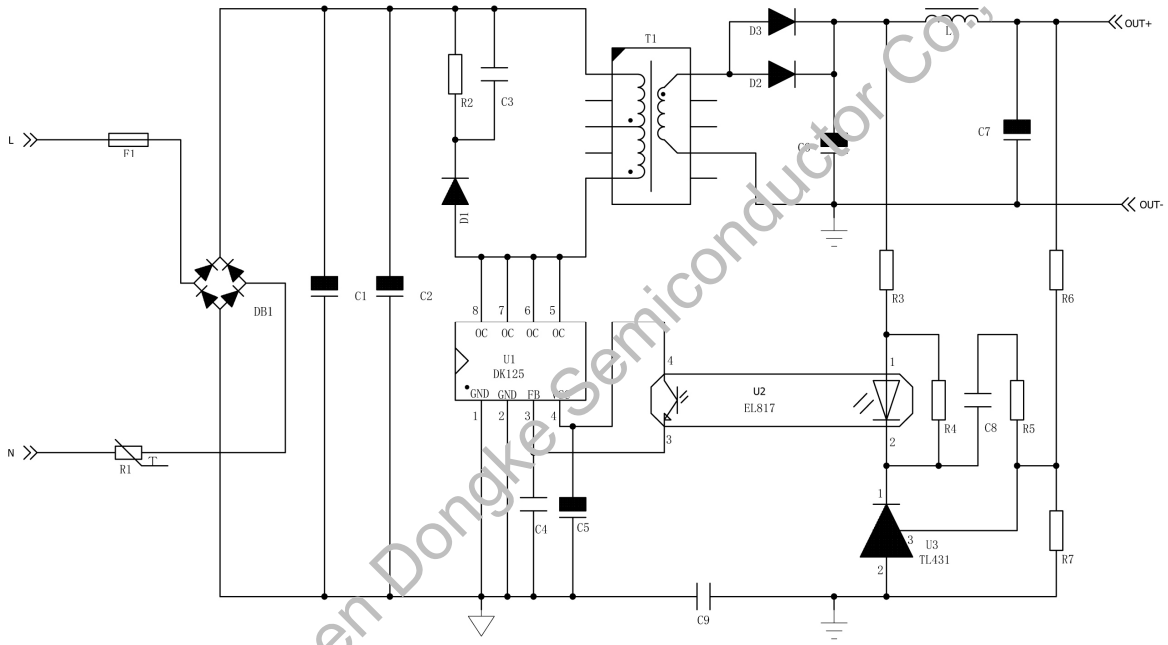 T1
D3
L
OUT+
D2
R2
C3
C7
L
D1
OUT-
DB1
C1
C2
R3
R6
8
7
6
5
OC
OC
OC
OC
U1
DK125
GND
GND
FB
1
2
3
4
4
U2
EL817
3
1
2
R4
C8
R5
N
R1
T
C4
C5
1
3
U3
TL431
2
R7
C9
en Dongke Semiconductor Co.,